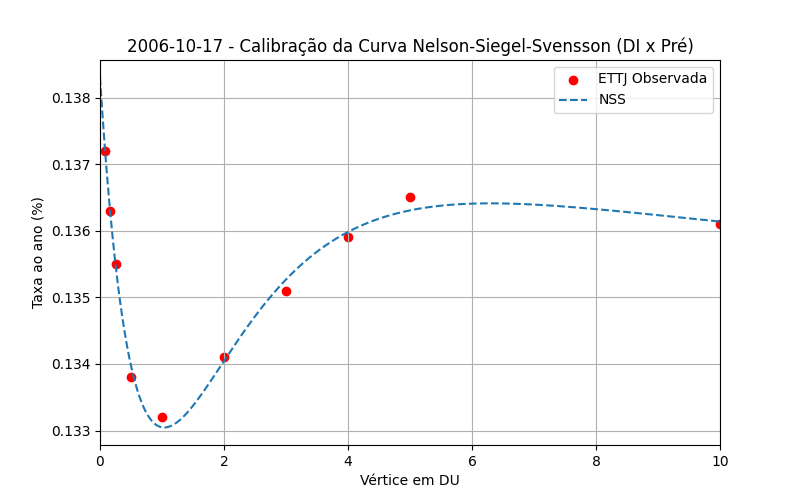 2006-10-17 - Calibração da Curva Nelson-Siegel-Svensson (DI x Pré)
ETTJ Observada
NSS
Taxa ao ano (%)
0.138
0.137
0.136
0.135
0.134
0.133
0 2 4 6 8 10
Vértice em DU